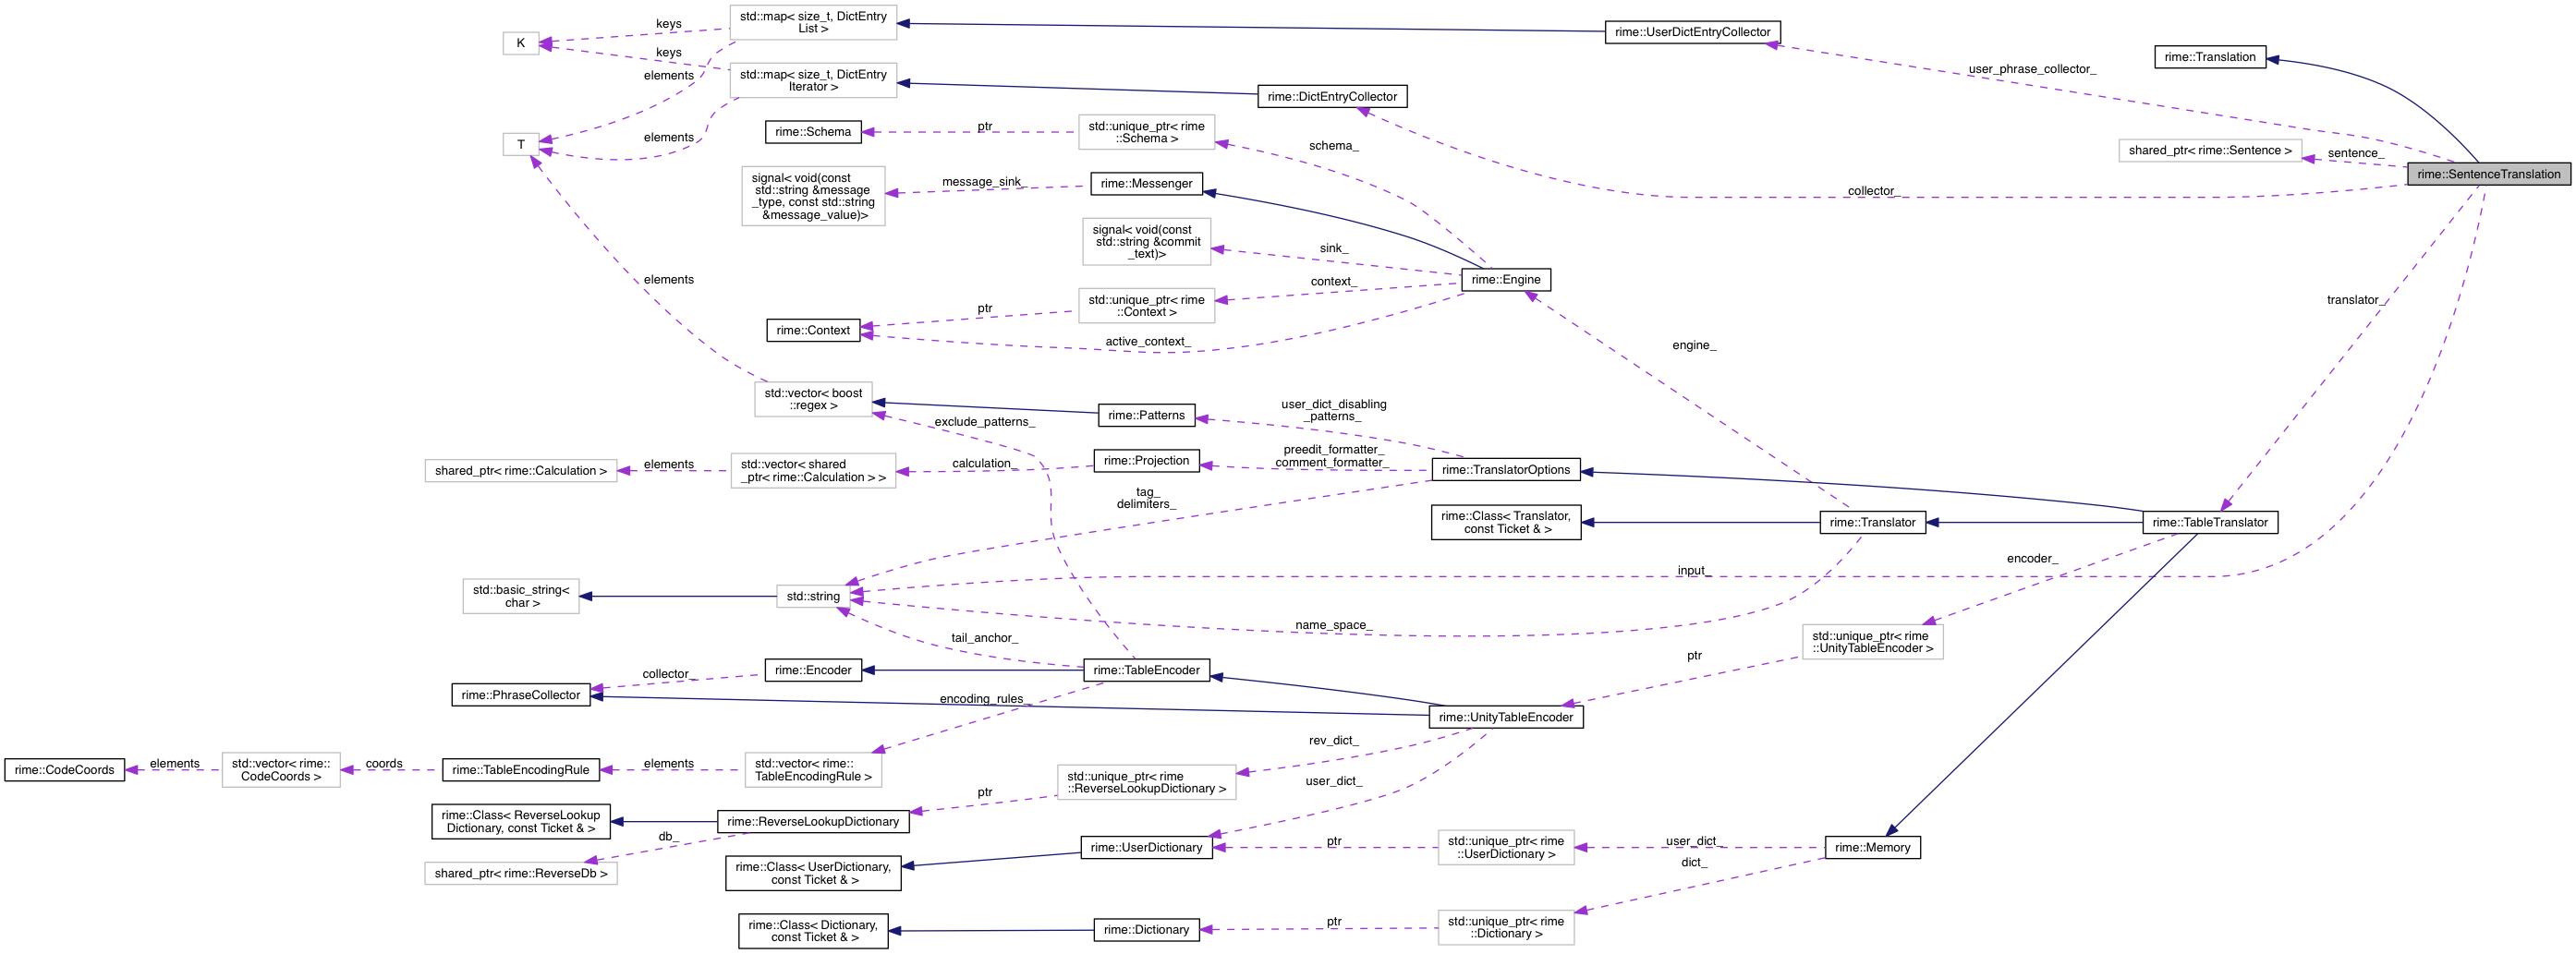 std::map< size_t, DictEntry
List >
keys
K
keys
std::map< size_t, DictEntry
Iterator >
elements
elements
T
rime::UserDictEntryCollector
user_phrase_collector_
rime::Translation
rime::DictEntryCollector
rime::Schema
ptr
std::unique_ptr< rime
::Schema >
schema_
shared_ptr< rime::Sentence >
sentence_
rime::SentenceTranslation
collector_
signal< void(const
std::string &message
_type, const std::string
&message_value)>
message_sink_
rime::Messenger
signal< void(const
std::string &commit
_text)>
sink_
rime::Engine
context_
std::unique_ptr< rime
::Context >
ptr
rime::Context
active_context_
elements
translator_
engine_
std::vector< boost
::regex >
rime::Patterns
user_dict_disabling
_patterns_
exclude_patterns_
preedit_formatter_
comment_formatter_
shared_ptr< rime::Calculation >
elements
std::vector< shared
_ptr< rime::Calculation > >
calculation_
rime::Projection
rime::TranslatorOptions
tag_
delimiters_
rime::Class< Translator,
const Ticket & >
rime::Translator
rime::TableTranslator
std::basic_string<
char >
std::string
input_
encoder_
name_space_
tail_anchor_
std::unique_ptr< rime
::UnityTableEncoder >
ptr
rime::PhraseCollector
collector_
rime::Encoder
rime::TableEncoder
encoding_rules_
rime::UnityTableEncoder
rev_dict_
user_dict_
rime::CodeCoords
elements
std::vector< rime::
CodeCoords >
coords
rime::TableEncodingRule
elements
std::vector< rime::
TableEncodingRule >
std::unique_ptr< rime
::ReverseLookupDictionary >
ptr
rime::Class< ReverseLookup
Dictionary, const Ticket & >
rime::ReverseLookupDictionary
db_
shared_ptr< rime::ReverseDb >
rime::Class< UserDictionary,
const Ticket & >
rime::UserDictionary
ptr
std::unique_ptr< rime
::UserDictionary >
user_dict_
dict_
rime::Memory
rime::Class< Dictionary,
const Ticket & >
rime::Dictionary
ptr
std::unique_ptr< rime
::Dictionary >